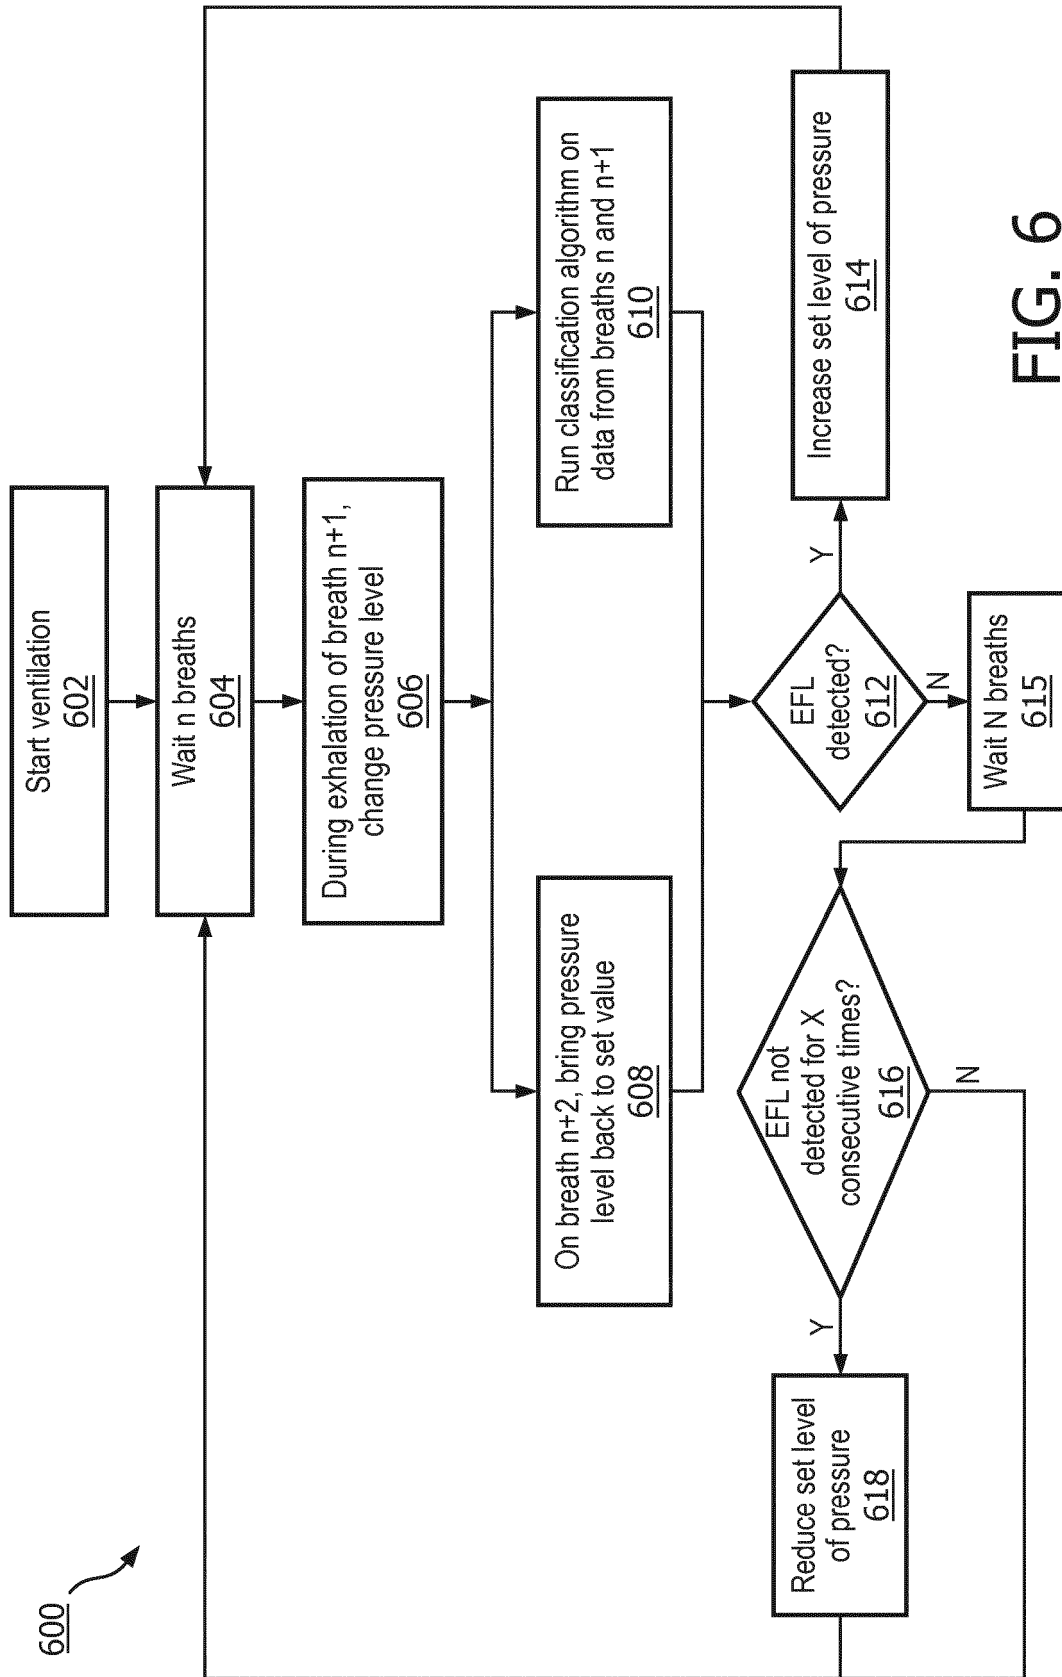 600
Start ventilation
602
Wait n breaths
604
During exhalation of breath n+1,
change pressure level
606
On breath n+2, bring pressure
level back to set value
608
Run classification algorithm on
data from breaths n and n+1
610
EFL
detected?
612
Y
N
Increase set level of pressure
614
Wait N breaths
615
EFL not
detected for X
consecutive times?
616
Y
N
Reduce set level
of pressure
618
FIG. 6